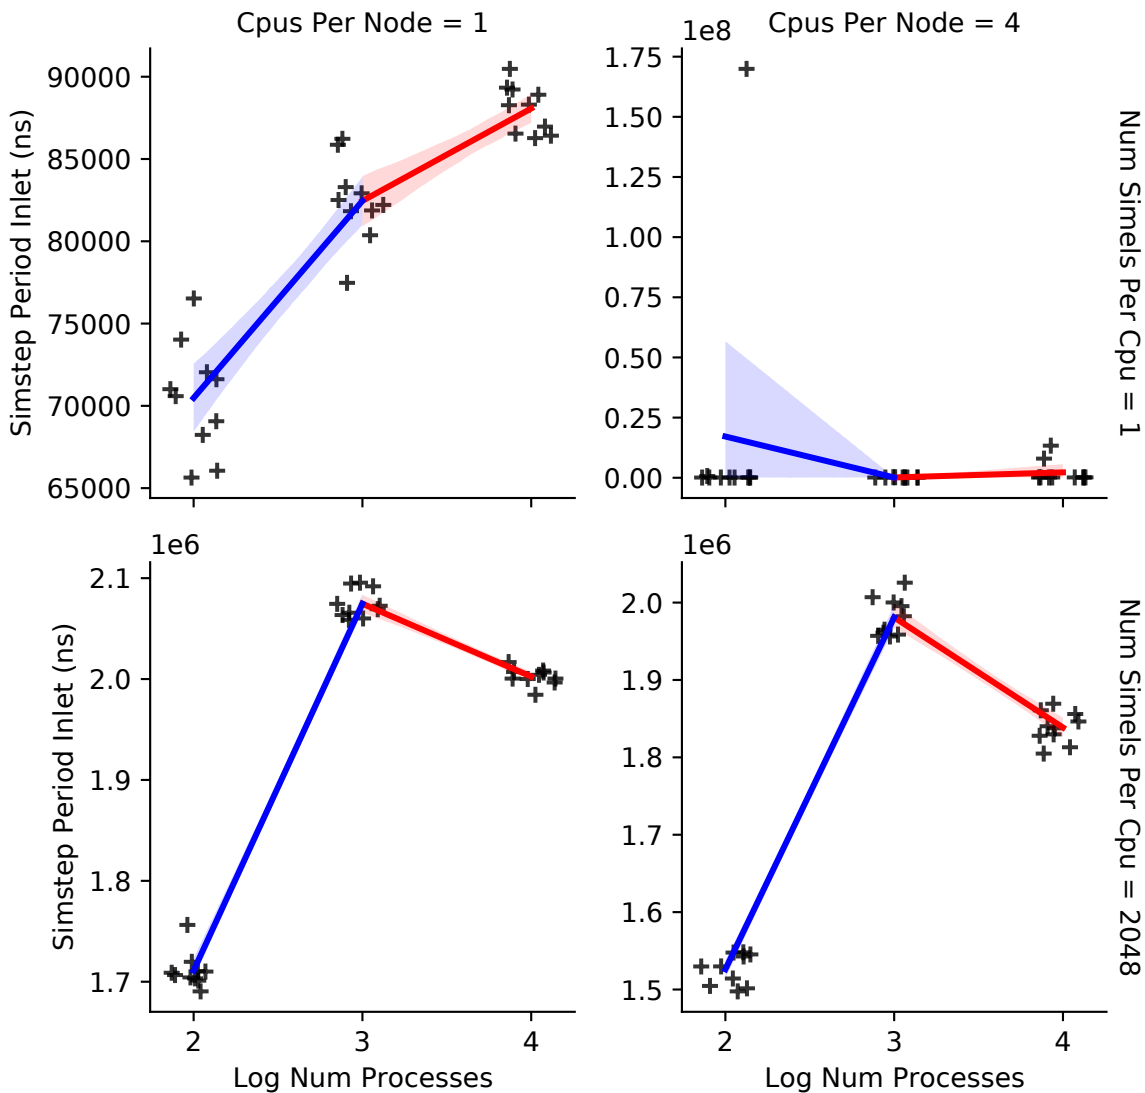 Cpus Per Node = 1
Cpus Per Node = 4
1e8
Simstep Period Inlet (ns)
90000
85000
80000
75000
70000
65000
1.75
1.50
1.25
1.00
0.75
0.50
0.25
0.00
Num Simels Per Cpu = 1
1e6
1e6
Simstep Period Inlet (ns)
2.1
2.0
1.9
1.8
1.7
2.0
1.9
1.8
1.7
1.6
1.5
Num Simels Per Cpu = 2048
2 3 4
2 3 4
Log Num Processes
Log Num Processes